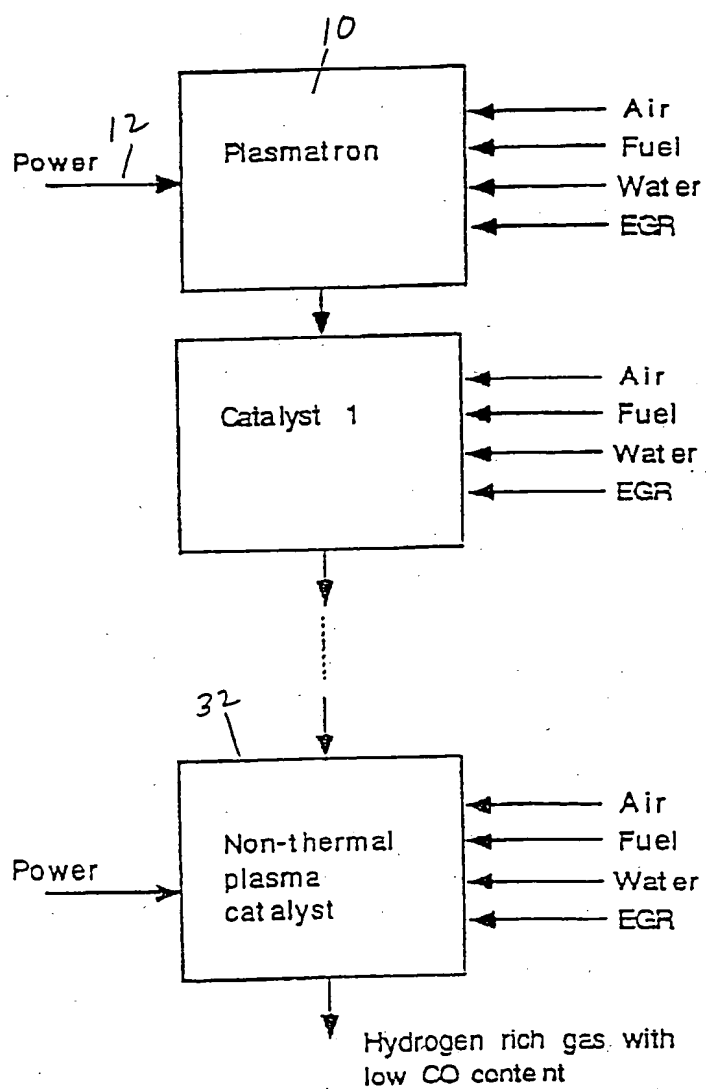 10
12
Power
Plasmatron
Air
Fuel
Water
EGR
Catalyst 1
Air
Fuel
Water
EGR
32
Power
Non-thermal
plasma
catalyst
Air
Fuel
Water
EGR
Hydrogen rich gas with
low CO content